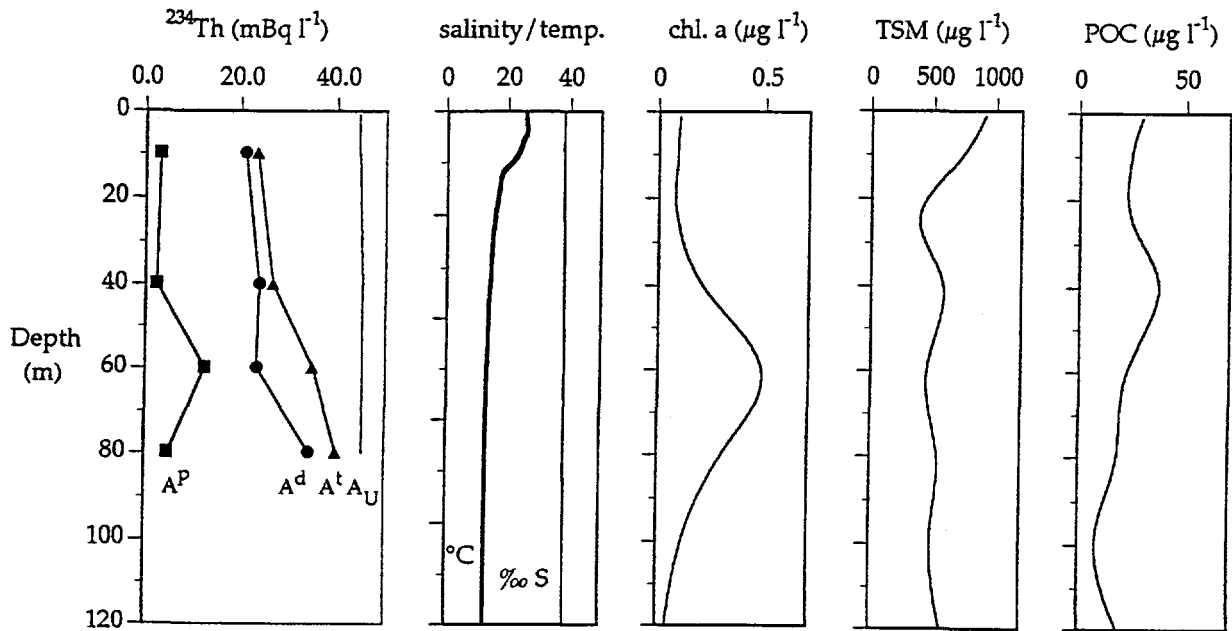 ²³⁴Th (mBq l⁻¹)
salinity/temp.
chl. a (μg l⁻¹)
TSM (μg l⁻¹)
POC (μg l⁻¹)
0.0 20.0 40.0
0 20 40
0 0.5
0 500 1000
0 50
0
20
40
Depth
(m)
60
80
100
120
Aᴾ Aᵈ Aᵗ A_U
°C
‰ S